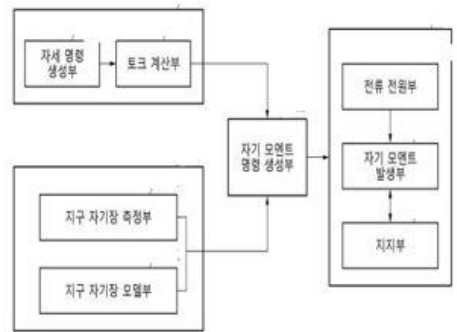 자세 명령
생성부
토크 계산부
지구 자기장 측정부
지구 자기장 모델부
자기 모멘트
명령 생성부
전류 전원부
자기 모멘트
발생부
지지부